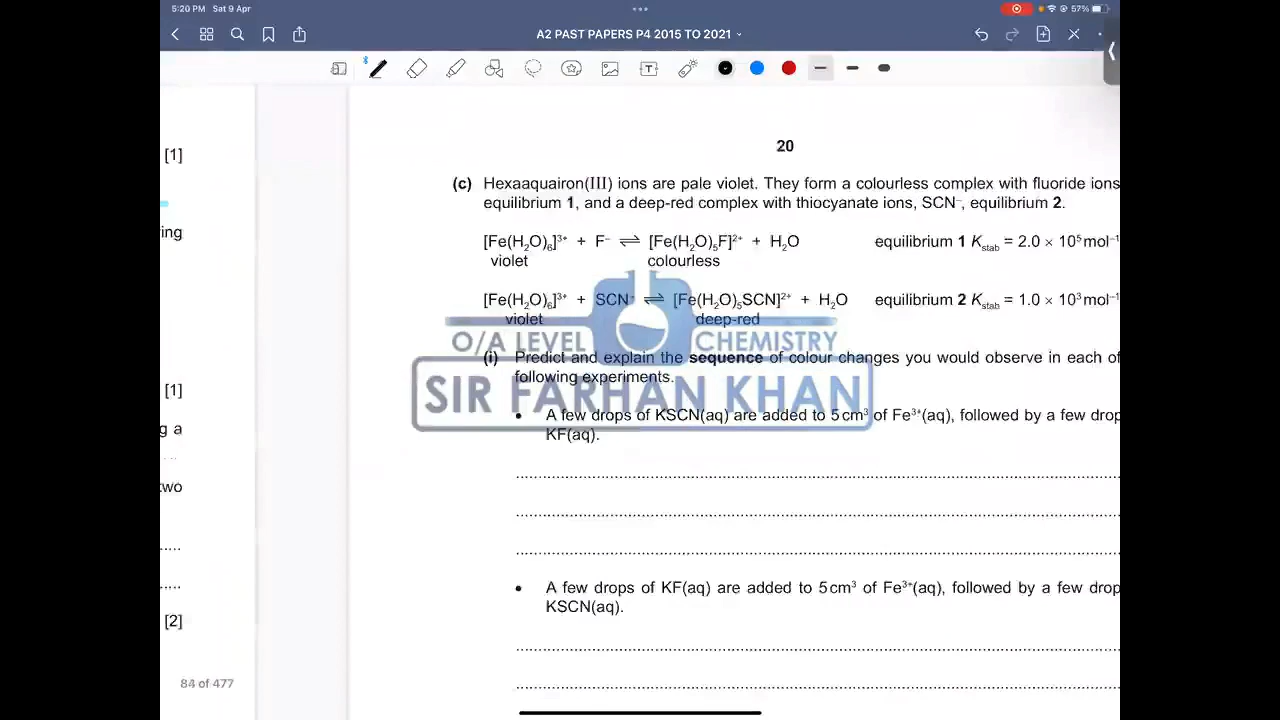 5:20 PM Sat 9 Apr
57%
A2 PAST PAPERS P4 2015 TO 2021
20
[1]
ring
[1]
g a
two
[2]
84 of 477
(c) Hexaaquairon(III) ions are pale violet. They form a colourless complex with fluoride ions
equilibrium 1, and a deep-red complex with thiocyanate ions, SCN⁻, equilibrium 2.
[Fe(H₂O)₆]³⁺ + F⁻ ⇌ [Fe(H₂O)₅F]²⁺ + H₂O equilibrium 1 Kstab = 2.0 × 10⁵ mol⁻¹
violet colourless
[Fe(H₂O)₆]³⁺ + SCN⁻ ⇌ [Fe(H₂O)₅SCN]²⁺ + H₂O equilibrium 2 Kstab = 1.0 × 10³ mol⁻¹
violet deep-red
O/A LEVEL CHEMISTRY
SIR FARHAN KHAN
(i) Predict and explain the sequence of colour changes you would observe in each of
following experiments.
• A few drops of KSCN(aq) are added to 5 cm³ of Fe³⁺(aq), followed by a few drop
KF(aq).
• A few drops of KF(aq) are added to 5 cm³ of Fe³⁺(aq), followed by a few drop
KSCN(aq).